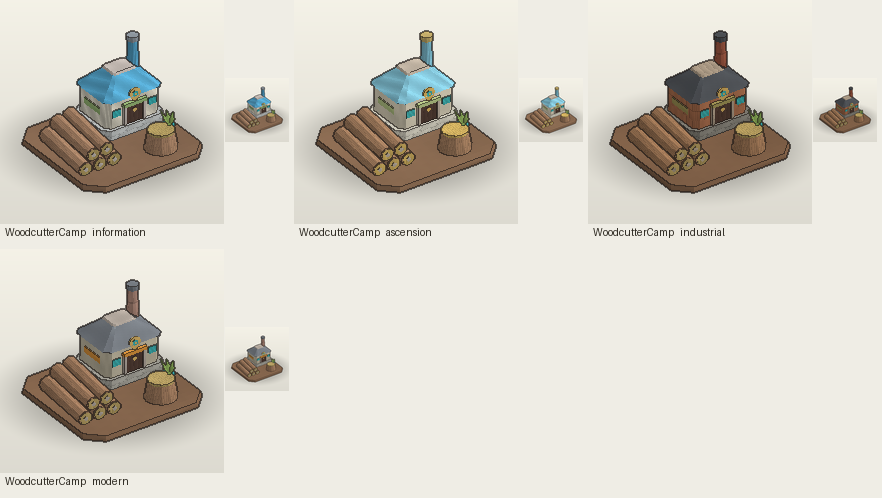 WoodcutterCamp information
WoodcutterCamp ascension
WoodcutterCamp industrial
WoodcutterCamp modern